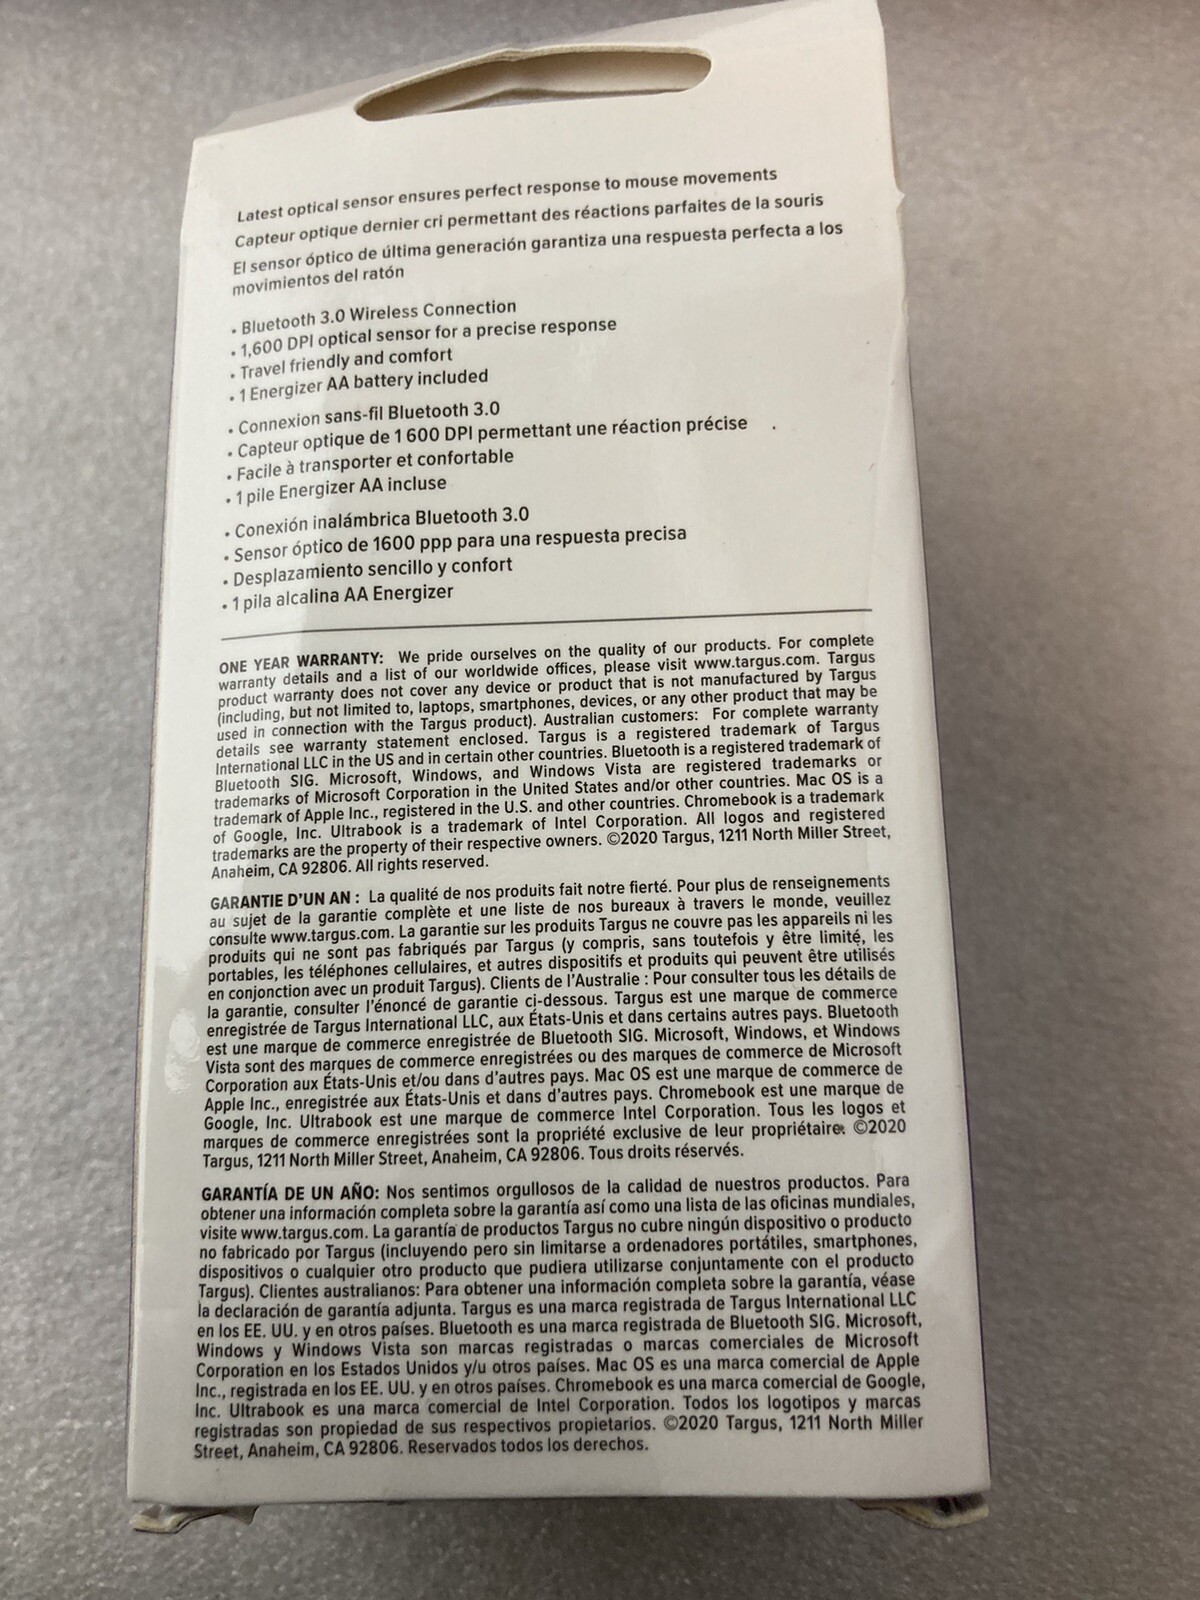 Latest optical sensor ensures perfect response to mouse movements
Capteur optique dernier cri permettant des réactions parfaites de la souris
El sensor óptico de última generación garantiza una respuesta perfecta a los
movimientos del ratón
• Bluetooth 3.0 Wireless Connection
• 1,600 DPI optical sensor for a precise response
• Travel friendly and comfort
• 1 Energizer AA battery included
• Connexion sans-fil Bluetooth 3.0
• Capteur optique de 1 600 DPI permettant une réaction précise
• Facile à transporter et confortable
• 1 pile Energizer AA incluse
• Conexión inalámbrica Bluetooth 3.0
• Sensor óptico de 1600 ppp para una respuesta precisa
• Desplazamiento sencillo y confort
• 1 pila alcalina AA Energizer
ONE YEAR WARRANTY: We pride ourselves on the quality of our products. For complete
warranty details and a list of our worldwide offices, please visit www.targus.com. Targus
product warranty does not cover any device or product that is not manufactured by Targus
(including, but not limited to, laptops, smartphones, devices, or any other product that may be
used in connection with the Targus product). Australian customers: For complete warranty
details see warranty statement enclosed. Targus is a registered trademark of Targus
International LLC in the US and in certain other countries. Bluetooth is a registered trademark of
Bluetooth SIG. Microsoft, Windows, and Windows Vista are registered trademarks or
trademarks of Microsoft Corporation in the United States and/or other countries. Mac OS is a
trademark of Apple Inc., registered in the U.S. and other countries. Chromebook is a trademark
of Google, Inc. Ultrabook is a trademark of Intel Corporation. All logos and registered
trademarks are the property of their respective owners. ©2020 Targus, 1211 North Miller Street,
Anaheim, CA 92806. All rights reserved.
GARANTIE D'UN AN : La qualité de nos produits fait notre fierté. Pour plus de renseignements
au sujet de la garantie complète et une liste de nos bureaux à travers le monde, veuillez
consulte www.targus.com. La garantie sur les produits Targus ne couvre pas les appareils ni les
produits qui ne sont pas fabriqués par Targus (y compris, sans toutefois y être limité, les
portables, les téléphones cellulaires, et autres dispositifs et produits qui peuvent être utilisés
en conjonction avec un produit Targus). Clients de l'Australie : Pour consulter tous les détails de
la garantie, consulter l'énoncé de garantie ci-dessous. Targus est une marque de commerce
enregistrée de Targus International LLC, aux États-Unis et dans certains autres pays. Bluetooth
est une marque de commerce enregistrée de Bluetooth SIG. Microsoft, Windows, et Windows
Vista sont des marques de commerce enregistrées ou des marques de commerce de Microsoft
Corporation aux États-Unis et/ou dans d'autres pays. Mac OS est une marque de commerce de
Apple Inc., enregistrée aux États-Unis et dans d'autres pays. Chromebook est une marque de
Google, Inc. Ultrabook est une marque de commerce Intel Corporation. Tous les logos et
marques de commerce enregistrées sont la propriété exclusive de leur propriétaire. ©2020
Targus, 1211 North Miller Street, Anaheim, CA 92806. Tous droits réservés.
GARANTÍA DE UN AÑO: Nos sentimos orgullosos de la calidad de nuestros productos. Para
obtener una información completa sobre la garantía así como una lista de las oficinas mundiales,
visite www.targus.com. La garantía de productos Targus no cubre ningún dispositivo o producto
no fabricado por Targus (incluyendo pero sin limitarse a ordenadores portátiles, smartphones,
dispositivos o cualquier otro producto que pudiera utilizarse conjuntamente con el producto
Targus). Clientes australianos: Para obtener una información completa sobre la garantía, véase
la declaración de garantía adjunta. Targus es una marca registrada de Targus International LLC
en los EE. UU. y en otros países. Bluetooth es una marca registrada de Bluetooth SIG. Microsoft,
Windows y Windows Vista son marcas registradas o marcas comerciales de Microsoft
Corporation en los Estados Unidos y/u otros países. Mac OS es una marca comercial de Apple
Inc., registrada en los EE. UU. y en otros países. Chromebook es una marca comercial de Google,
Inc. Ultrabook es una marca comercial de Intel Corporation. Todos los logotipos y marcas
registradas son propiedad de sus respectivos propietarios. ©2020 Targus, 1211 North Miller
Street, Anaheim, CA 92806. Reservados todos los derechos.